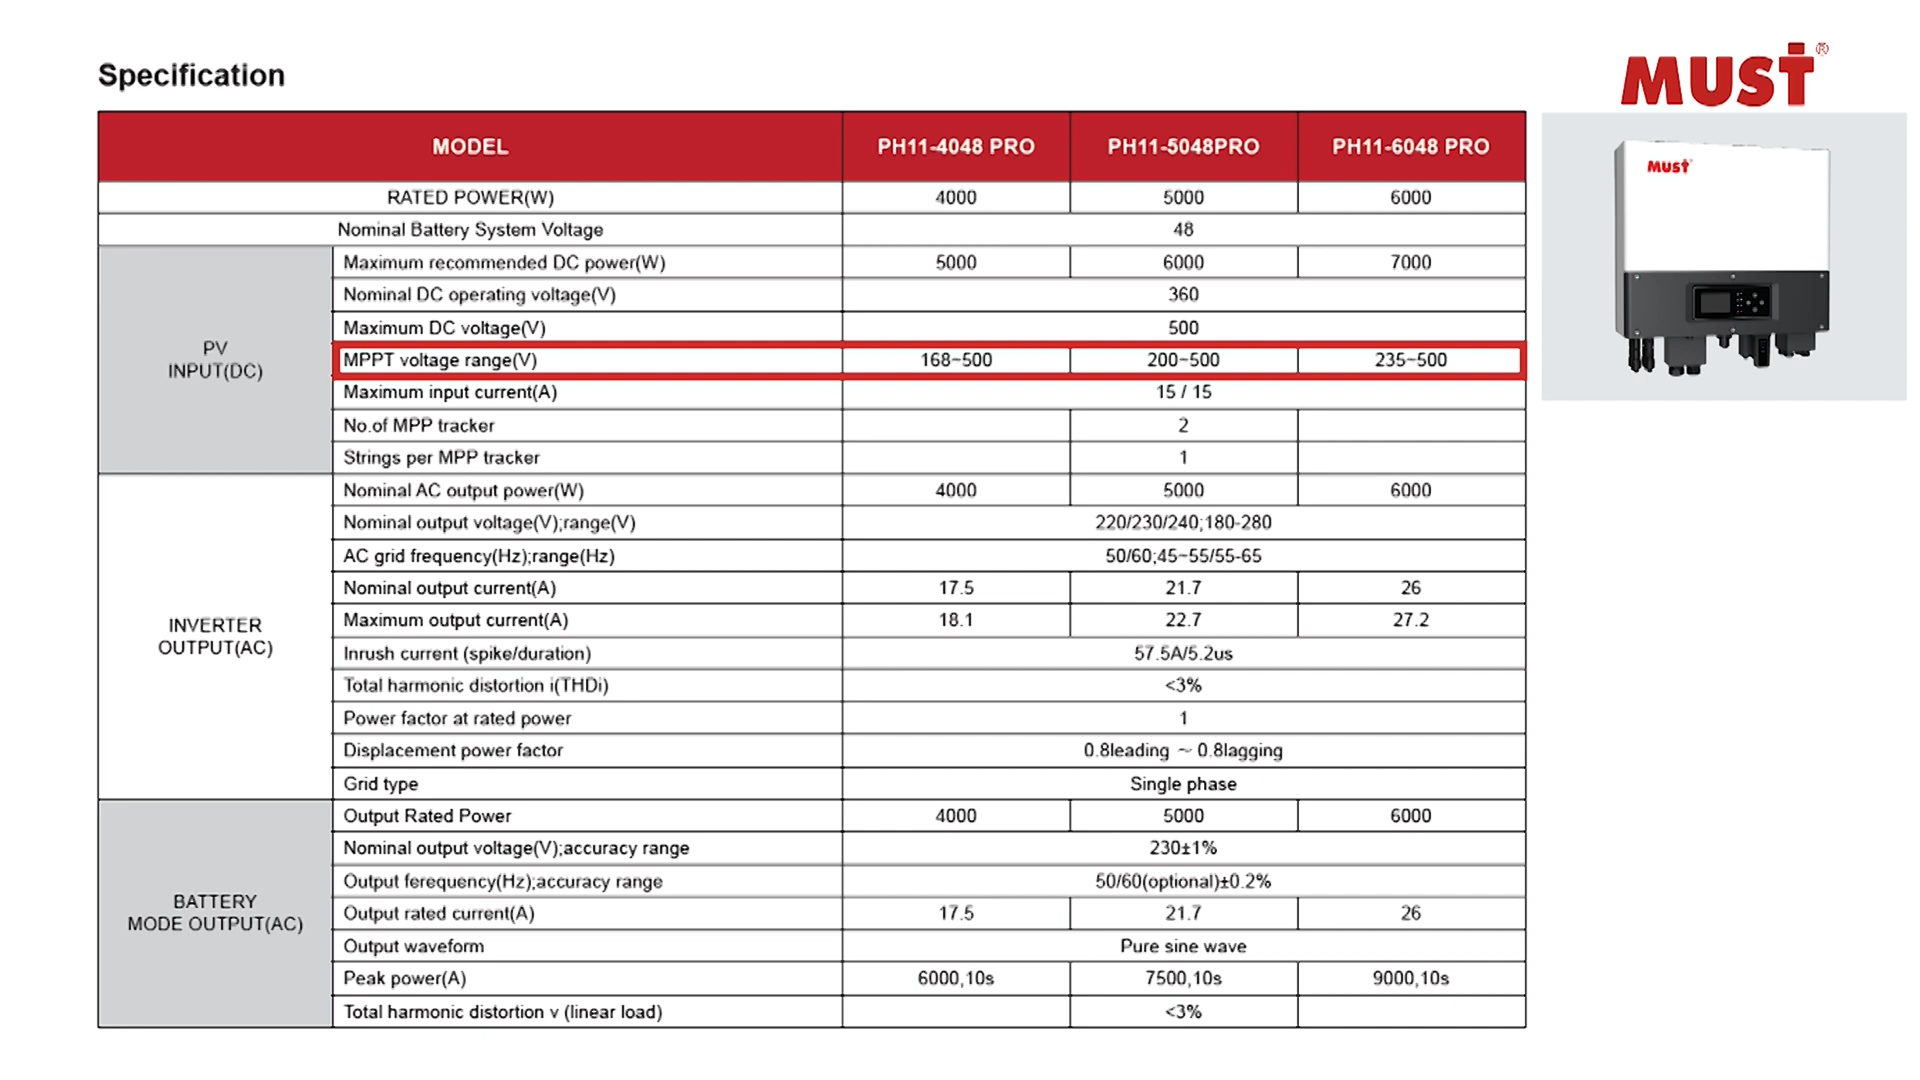 Specification
MUST®
MODEL PH11-4048 PRO PH11-5048PRO PH11-6048 PRO
MUST
RATED POWER(W) 4000 5000 6000
Nominal Battery System Voltage 48
PV
INPUT(DC)
Maximum recommended DC power(W) 5000 6000 7000
Nominal DC operating voltage(V) 360
Maximum DC voltage(V) 500
MPPT voltage range(V) 168~500 200~500 235~500
Maximum input current(A) 15 / 15
No.of MPP tracker 2
Strings per MPP tracker 1
INVERTER
OUTPUT(AC)
Nominal AC output power(W) 4000 5000 6000
Nominal output voltage(V);range(V) 220/230/240;180-280
AC grid frequency(Hz);range(Hz) 50/60;45~55/55-65
Nominal output current(A) 17.5 21.7 26
Maximum output current(A) 18.1 22.7 27.2
Inrush current (spike/duration) 57.5A/5.2us
Total harmonic distortion i(THDi) <3%
Power factor at rated power 1
Displacement power factor 0.8leading ~ 0.8lagging
Grid type Single phase
BATTERY
MODE OUTPUT(AC)
Output Rated Power 4000 5000 6000
Nominal output voltage(V);accuracy range 230±1%
Output ferequency(Hz);accuracy range 50/60(optional)±0.2%
Output rated current(A) 17.5 21.7 26
Output waveform Pure sine wave
Peak power(A) 6000,10s 7500,10s 9000,10s
Total harmonic distortion v (linear load) <3%